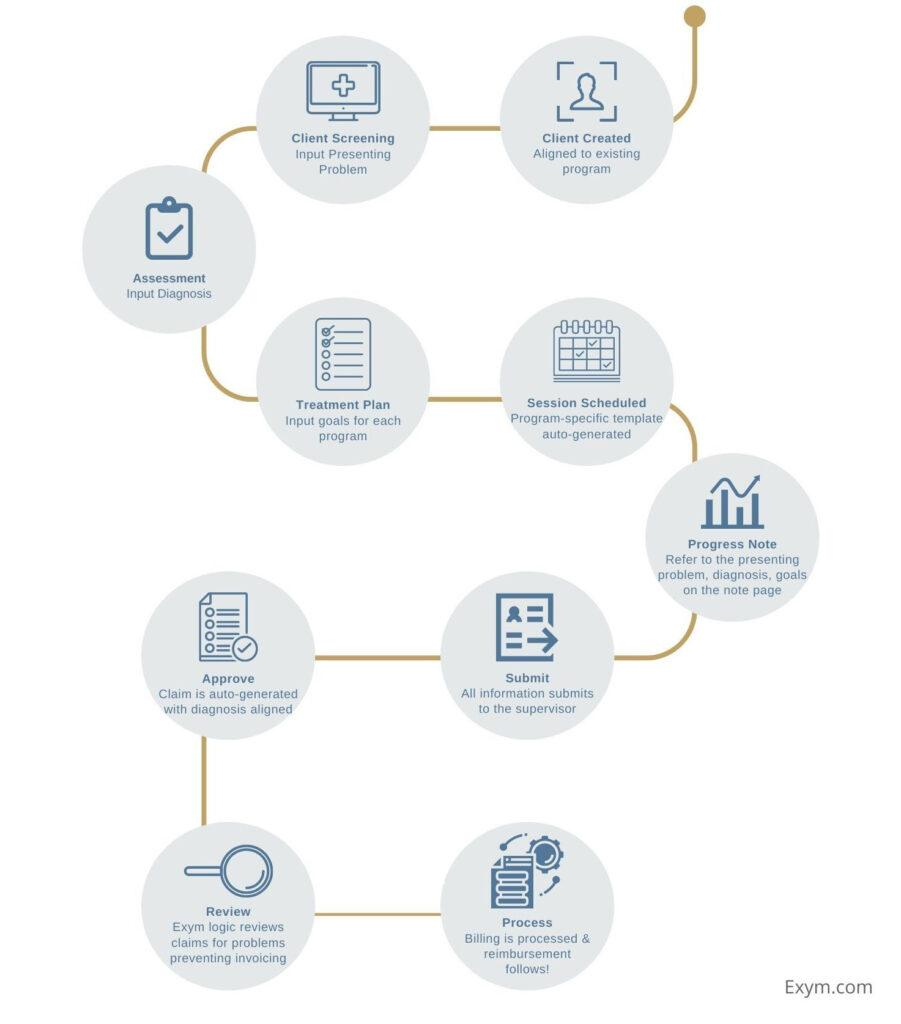 Client Created
Aligned to existing
program
Client Screening
Input Presenting
Problem
Assessment
Input Diagnosis
Treatment Plan
Input goals for each
program
Session Scheduled
Program-specific template
auto-generated
Progress Note
Refer to the presenting
problem, diagnosis, goals
on the note page
Submit
All information submits
to the supervisor
Approve
Claim is auto-generated
with diagnosis aligned
Review
Exym logic reviews
claims for problems
preventing invoicing
Process
Billing is processed &
reimbursement
follows!
Exym.com